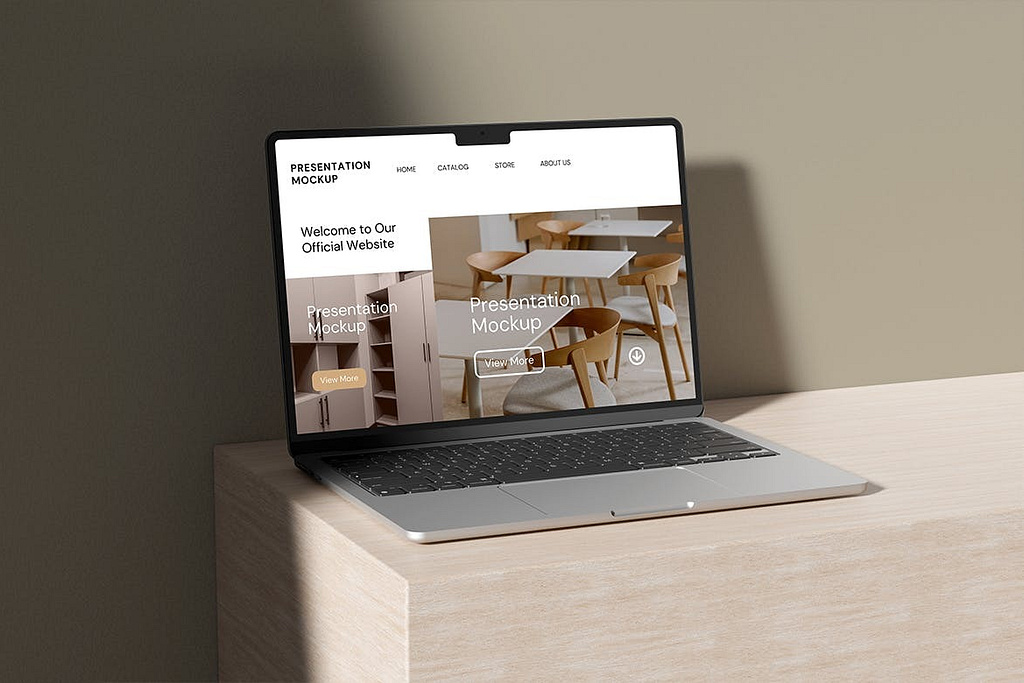 PRESENTATION
MOCKUP
HOME CATALOG STORE ABOUT US
Welcome to Our
Official Website
Presentation
Mockup
View More
Presentation
Mockup
View More